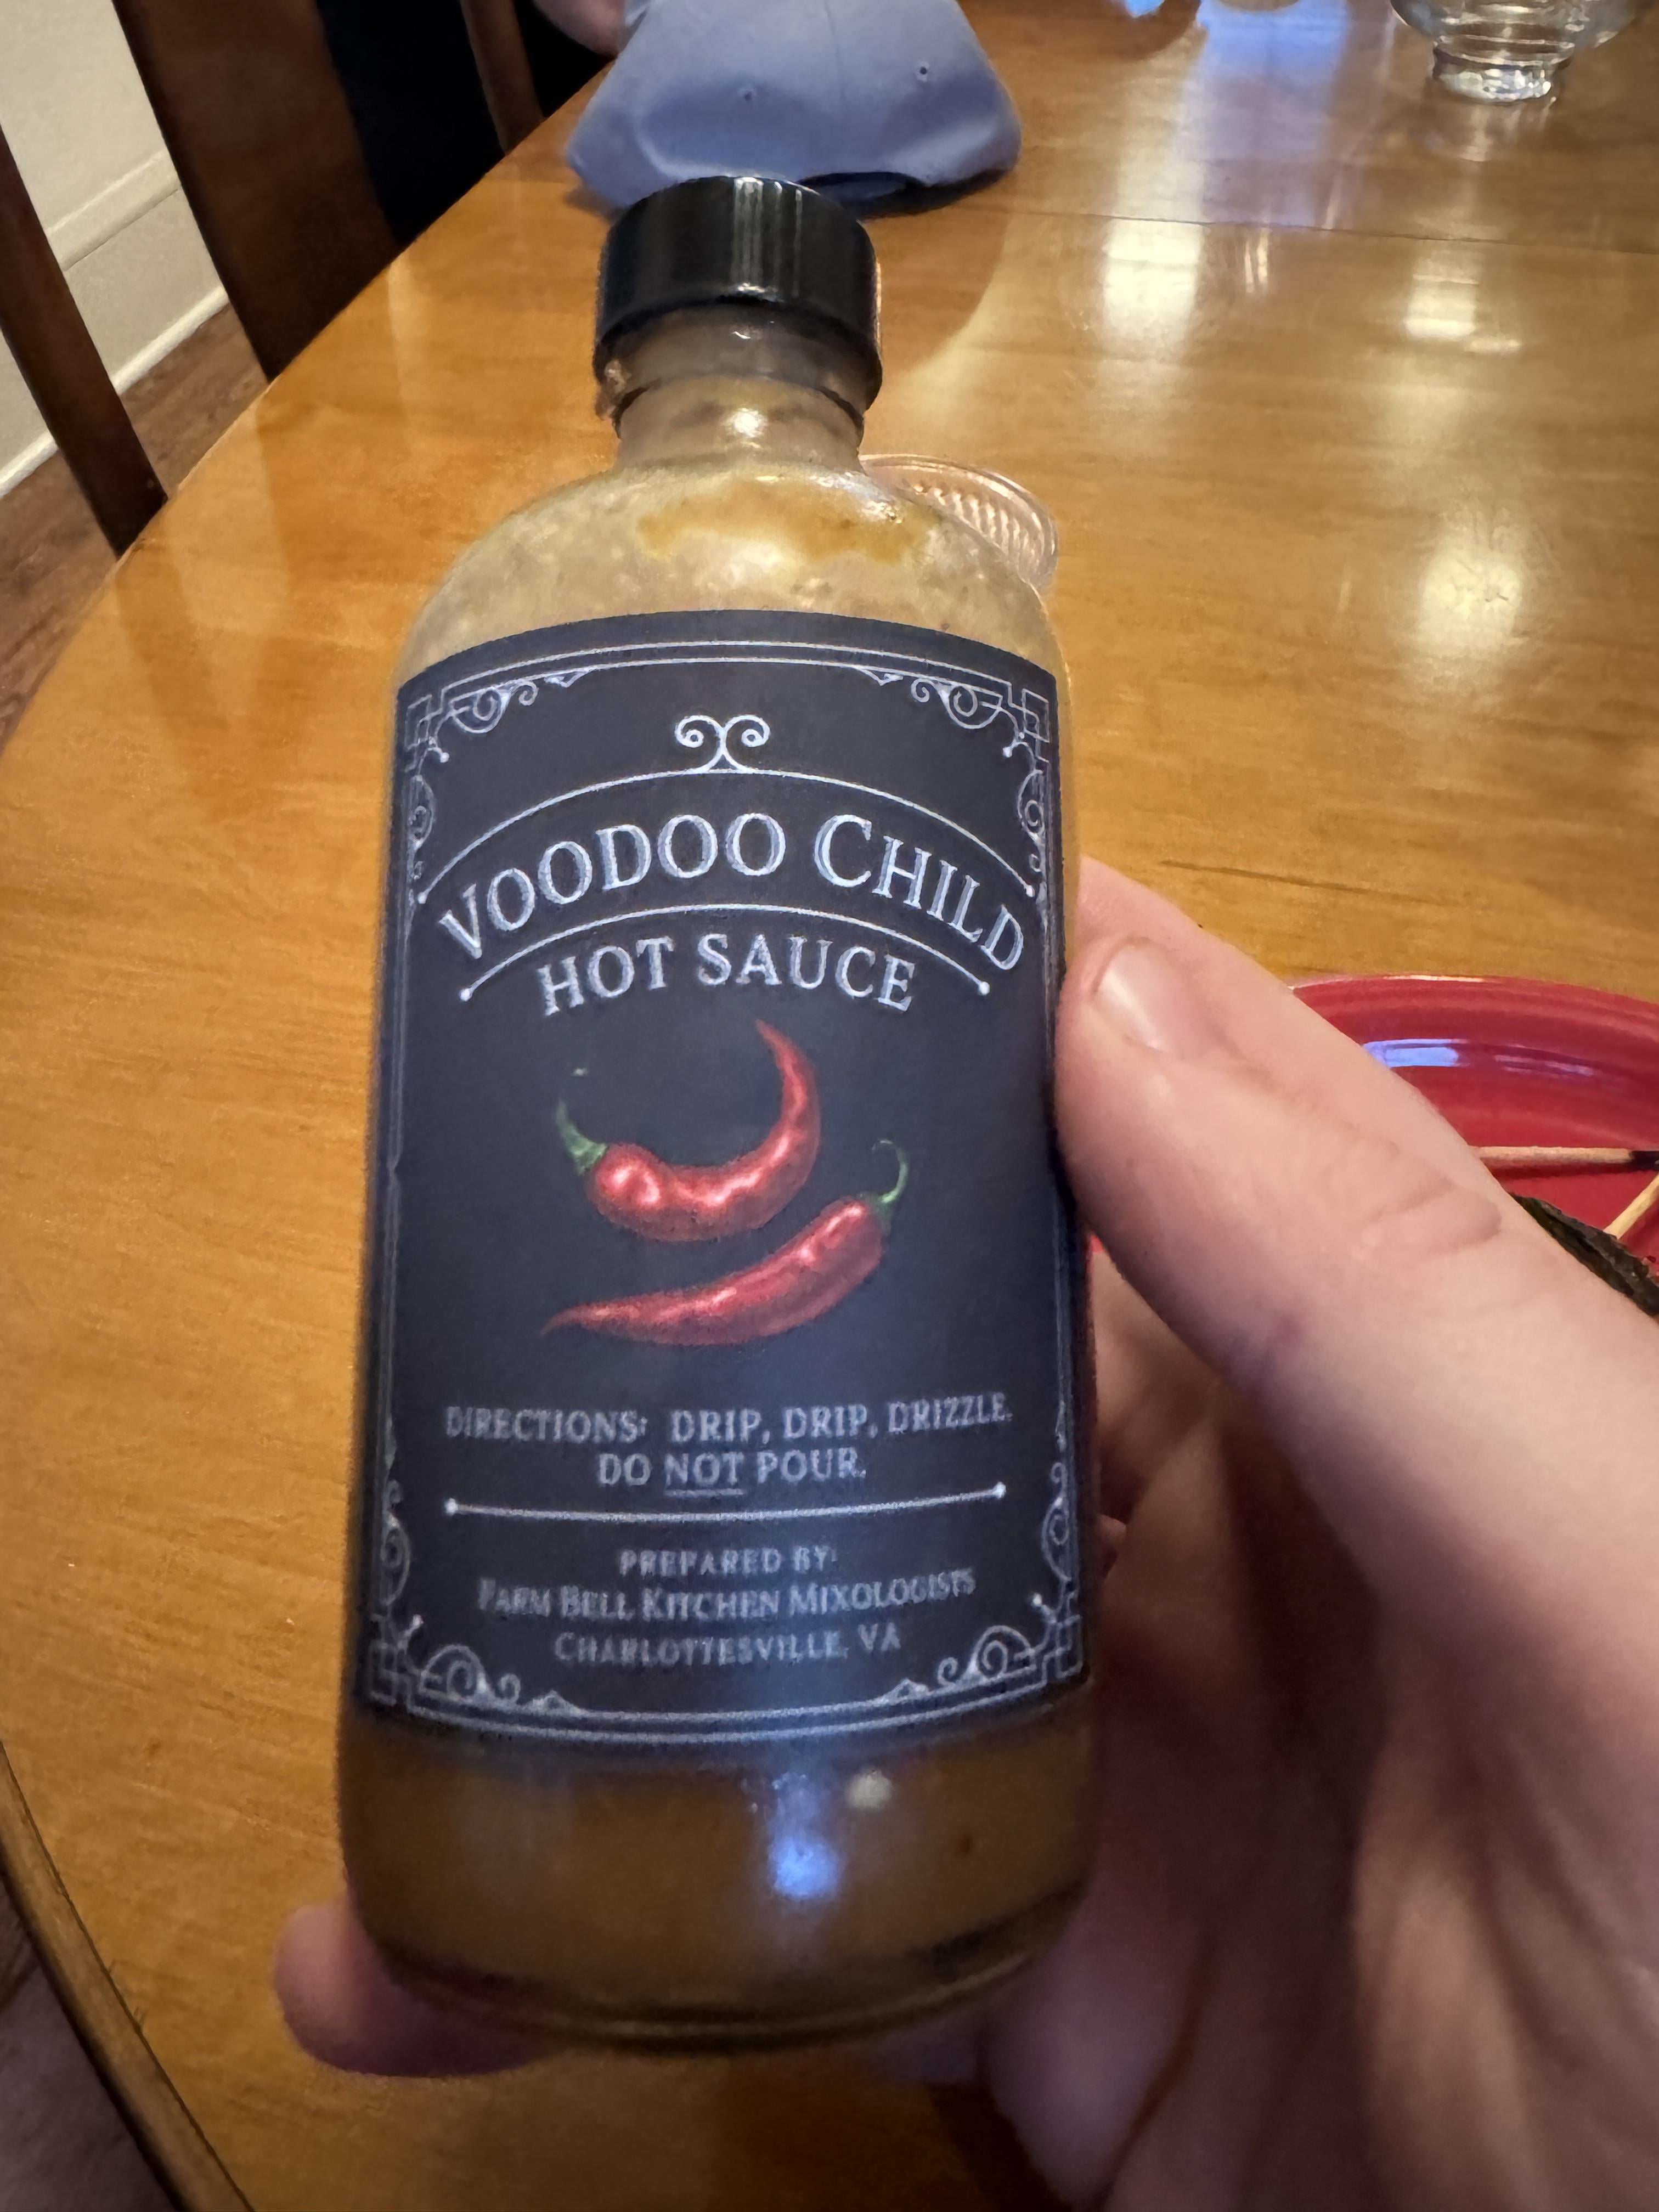 VOODOO CHILD
HOT SAUCE
DIRECTIONS: DRIP, DRIP, DRIZZLE.
DO NOT POUR.
PREPARED BY:
FARM BELL KITCHEN MIXOLOGISTS
CHARLOTTESVILLE, VA